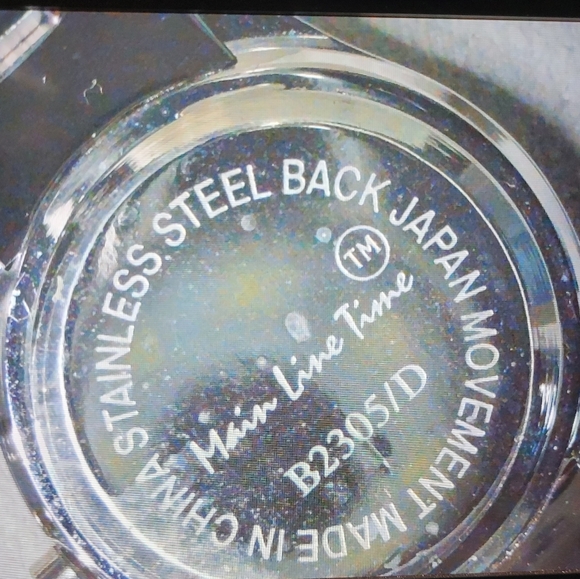 STAINLESS STEEL BACK JAPAN MOVEMENT MADE IN CHINA
TM
Main Line Time
B2305/D